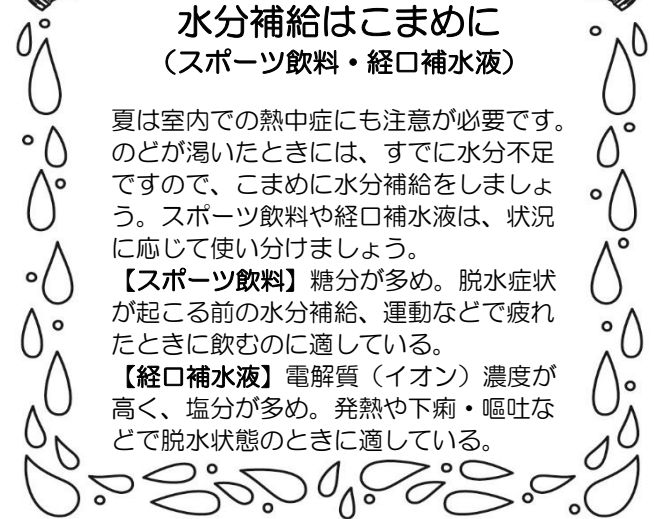 水分補給はこまめに
（スポーツ飲料・経口補水液）
夏は室内での熱中症にも注意が必要です。
のどが渇いたときには、すでに水分不足
ですので、こまめに水分補給をしましょ
う。スポーツ飲料や経口補水液は、状況
に応じて使い分けましょう。
【スポーツ飲料】糖分が多め。脱水症状
が起こる前の水分補給、運動などで疲れ
たときに飲むのに適している。
【経口補水液】電解質（イオン）濃度が
高く、塩分が多め。発熱や下痢・嘔吐な
どで脱水状態のときに適している。